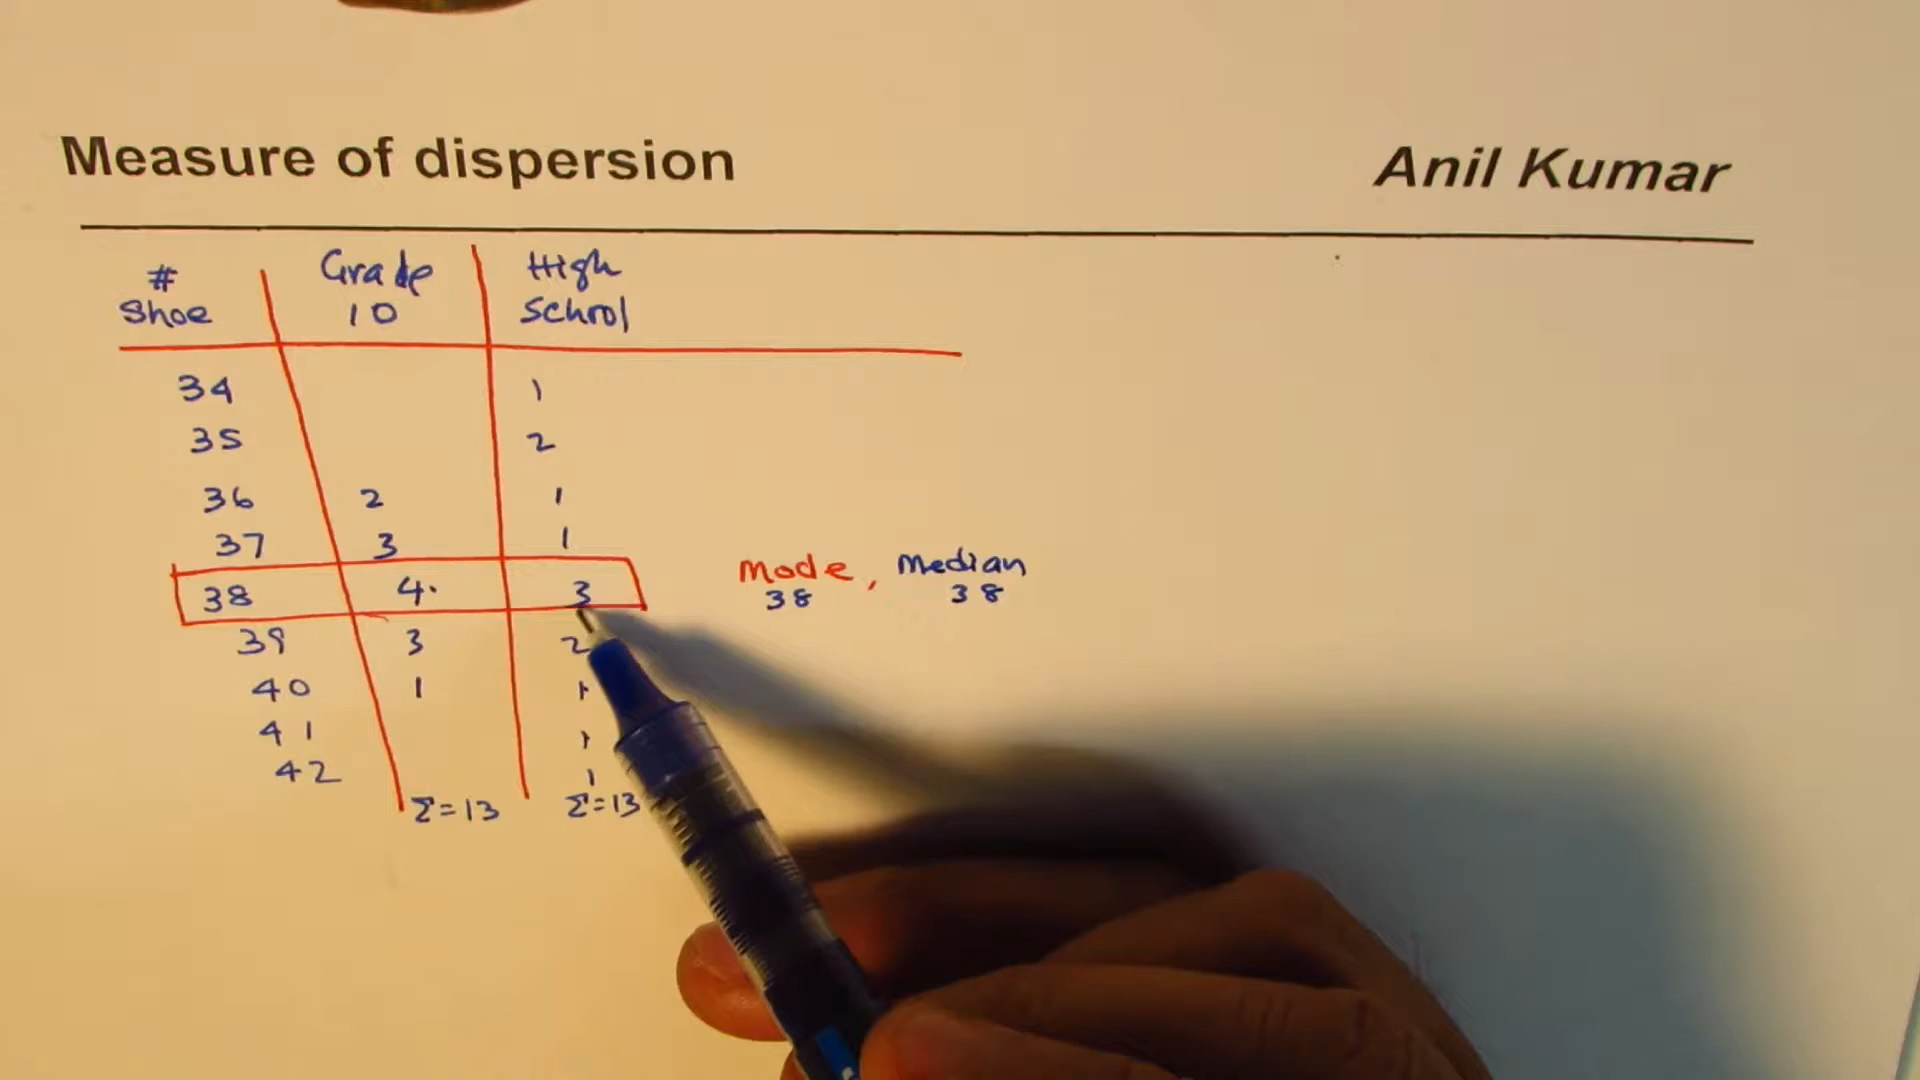 Measure of dispersion Anil Kumar
# Shoe Grade 10 High School
34 1
35 2
36 2 1
37 3 1
38 4 3 Mode, Median
38 38
39 3 2
40 1 1
41 1
42 1
Σ=13 Σ=13